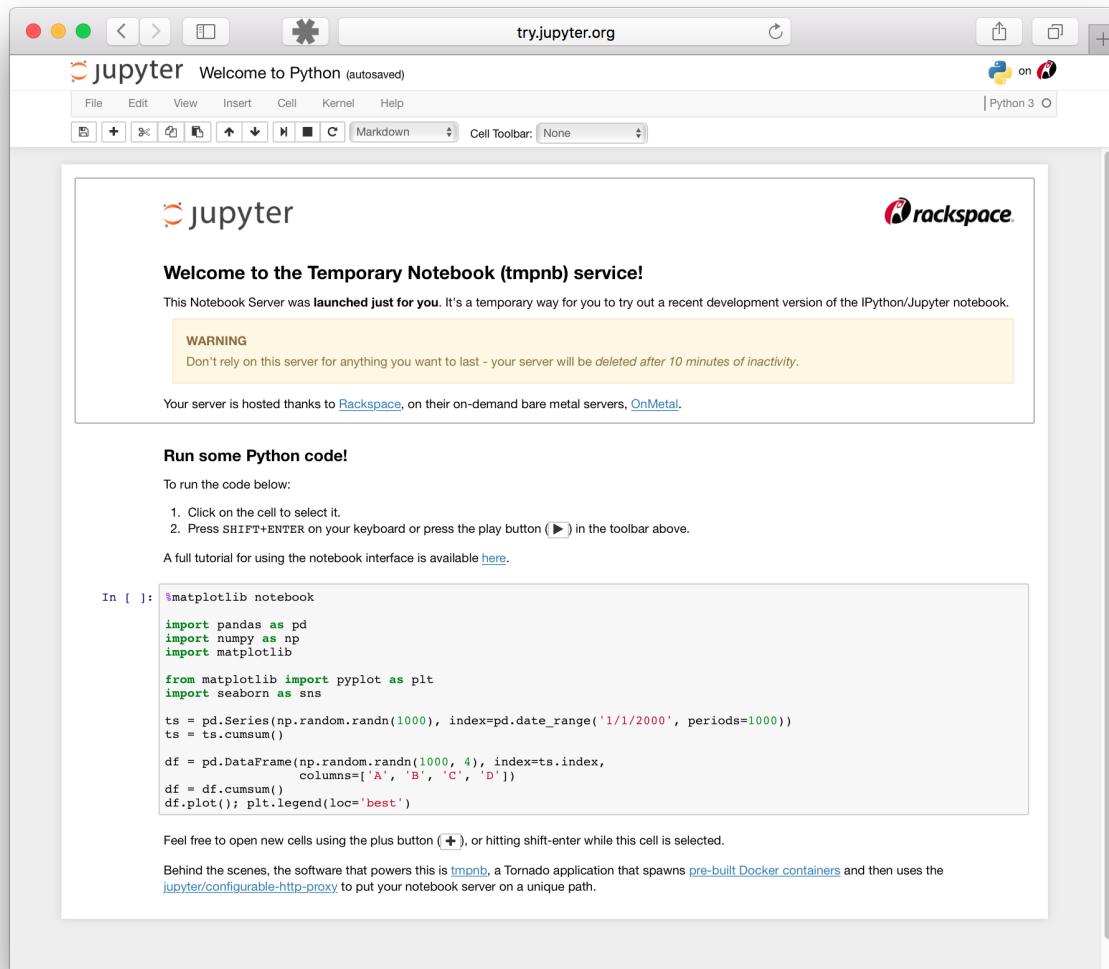 try.jupyter.org
jupyter Welcome to Python (autosaved) on
File Edit View Insert Cell Kernel Help Python 3
Markdown Cell Toolbar: None
jupyter rackspace.
Welcome to the Temporary Notebook (tmpnb) service!
This Notebook Server was launched just for you. It's a temporary way for you to try out a recent development version of the IPython/Jupyter notebook.
WARNING
Don't rely on this server for anything you want to last - your server will be deleted after 10 minutes of inactivity.
Your server is hosted thanks to Rackspace, on their on-demand bare metal servers, OnMetal.
Run some Python code!
To run the code below:
1. Click on the cell to select it.
2. Press SHIFT+ENTER on your keyboard or press the play button ( ) in the toolbar above.
A full tutorial for using the notebook interface is available here.
In [ ]: %matplotlib notebook
import pandas as pd
import numpy as np
import matplotlib
from matplotlib import pyplot as plt
import seaborn as sns
ts = pd.Series(np.random.randn(1000), index=pd.date_range('1/1/2000', periods=1000))
ts = ts.cumsum()
df = pd.DataFrame(np.random.randn(1000, 4), index=ts.index,
columns=['A', 'B', 'C', 'D'])
df = df.cumsum()
df.plot(); plt.legend(loc='best')
Feel free to open new cells using the plus button ( ), or hitting shift-enter while this cell is selected.
Behind the scenes, the software that powers this is tmpnb, a Tornado application that spawns pre-built Docker containers and then uses the
jupyter/configurable-http-proxy to put your notebook server on a unique path.